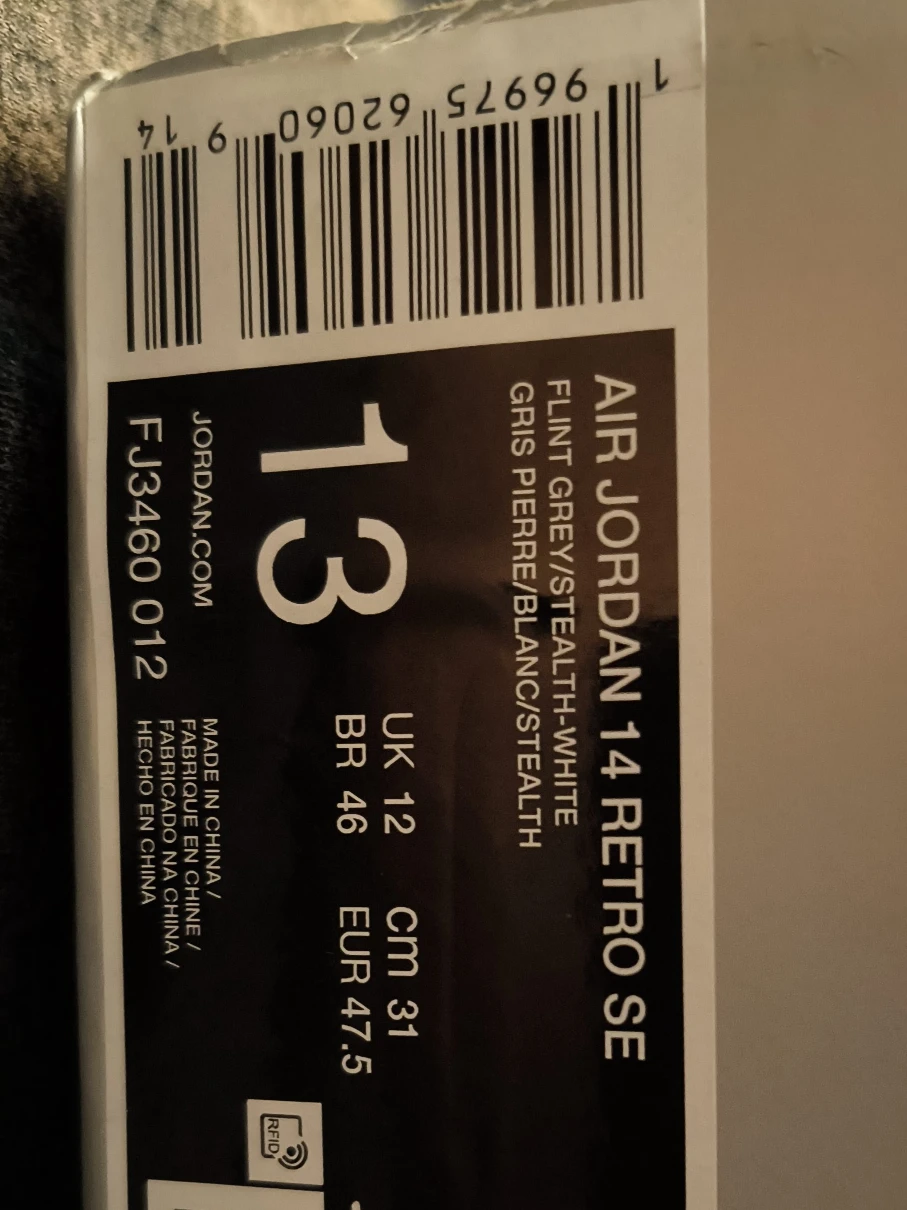 1 96975 62060 9 14
AIR JORDAN 14 RETRO SE
FLINT GREY/STEALTH-WHITE
GRIS PIERRE/BLANC/STEALTH
13
UK 12 cm 31
BR 46 EUR 47.5
JORDAN.COM
FJ3460 012
MADE IN CHINA /
FABRIQUE EN CHINE /
FABRICADO NA CHINA /
HECHO EN CHINA
RFID